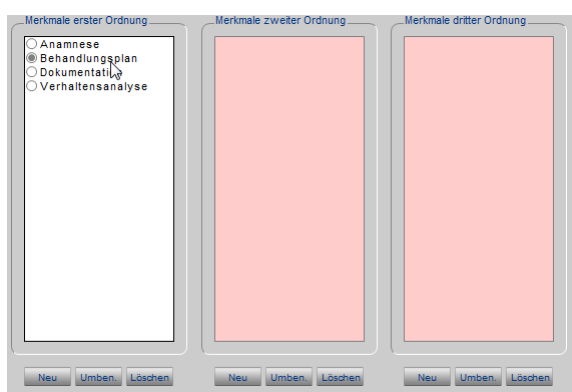 Merkmale erster Ordnung
Merkmale zweiter Ordnung
Merkmale dritter Ordnung
Anamnese
Behandlungsplan
Verhaltensanalyse
Neu Umben. Löschen
Neu Umben. Löschen
Neu Umben. Löschen